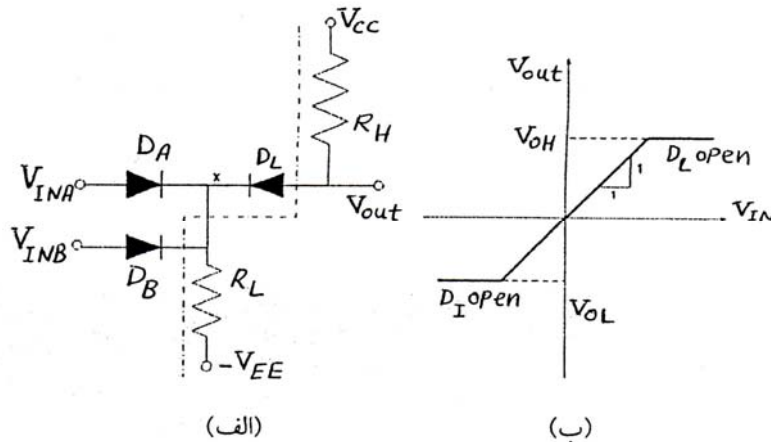 VCC
RH
DA
x
DL
VINA
Vout
VINB
DB
RL
-VEE
(الف)
Vout
VOH
DL open
1
1
VIN
DI open
VOL
(ب)